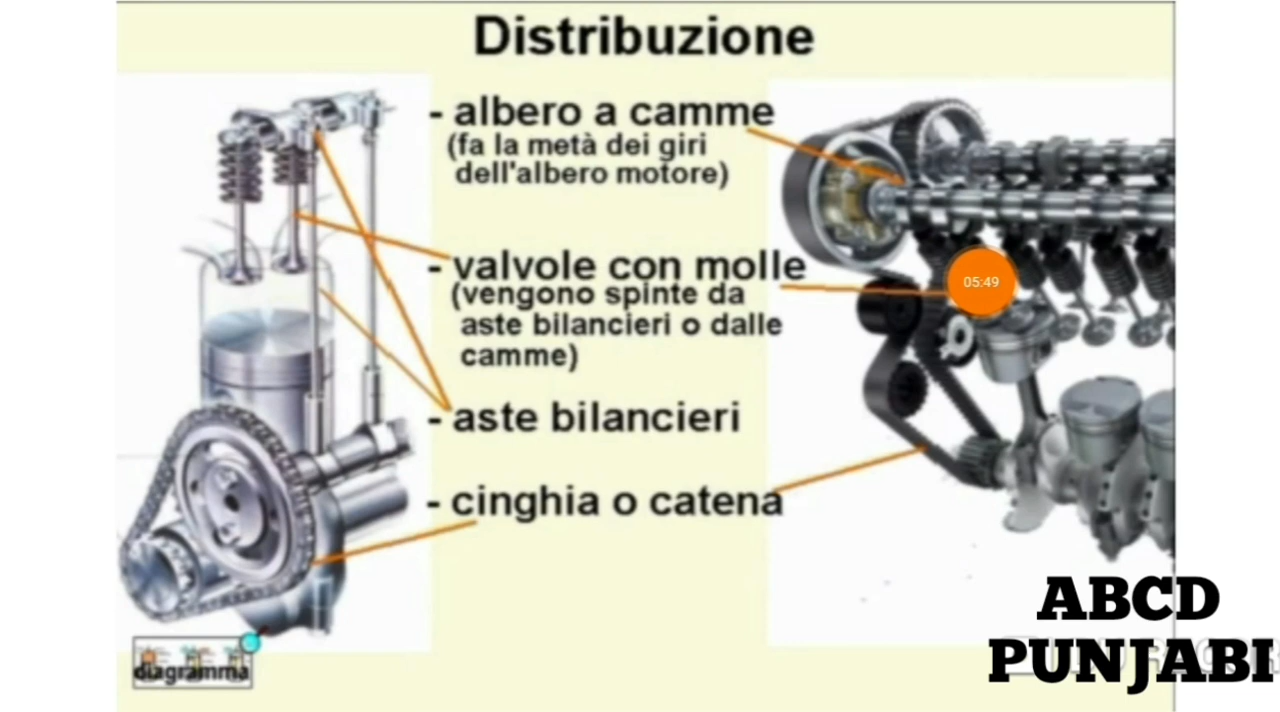 Distribuzione
- albero a camme
(fa la metà dei giri
dell'albero motore)
- valvole con molle
(vengono spinte da
aste bilancieri o dalle
camme)
- aste bilancieri
- cinghia o catena
05:49
diagramma
ABCD
PUNJABI